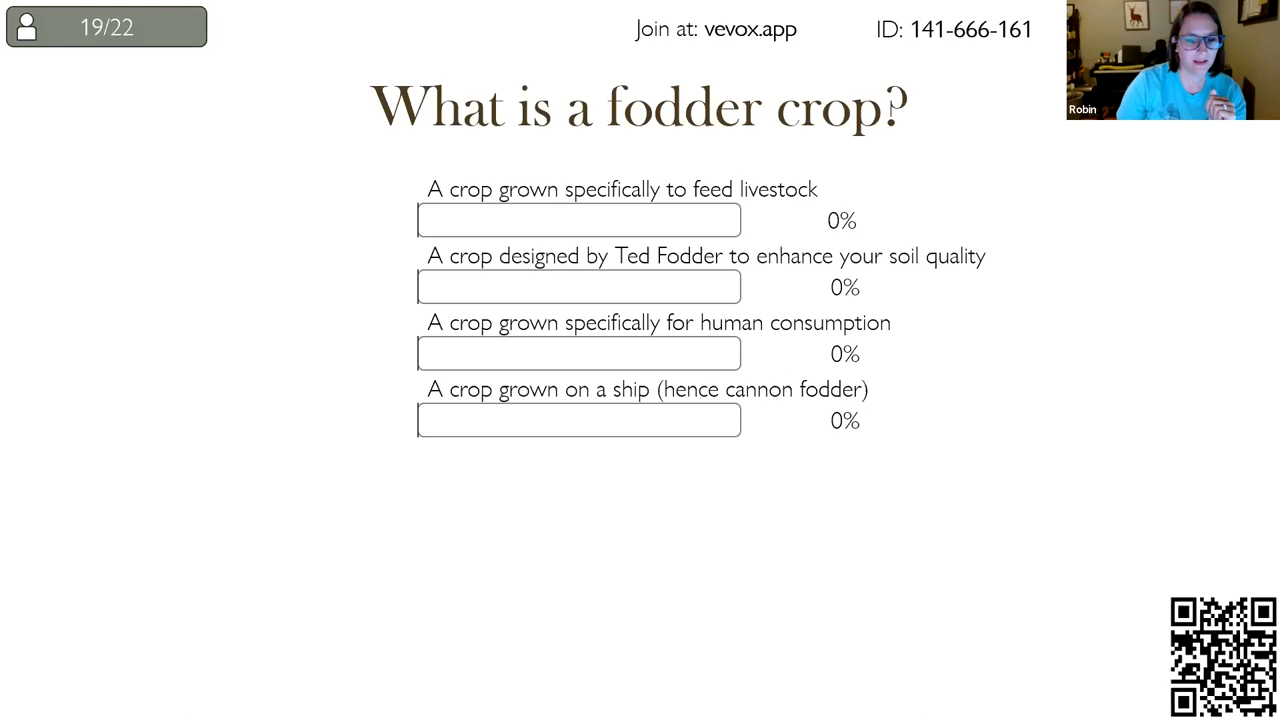 19/22
Join at: vevox.app ID: 141-666-161
Robin
What is a fodder crop?
A crop grown specifically to feed livestock
0%
A crop designed by Ted Fodder to enhance your soil quality
0%
A crop grown specifically for human consumption
0%
A crop grown on a ship (hence cannon fodder)
0%